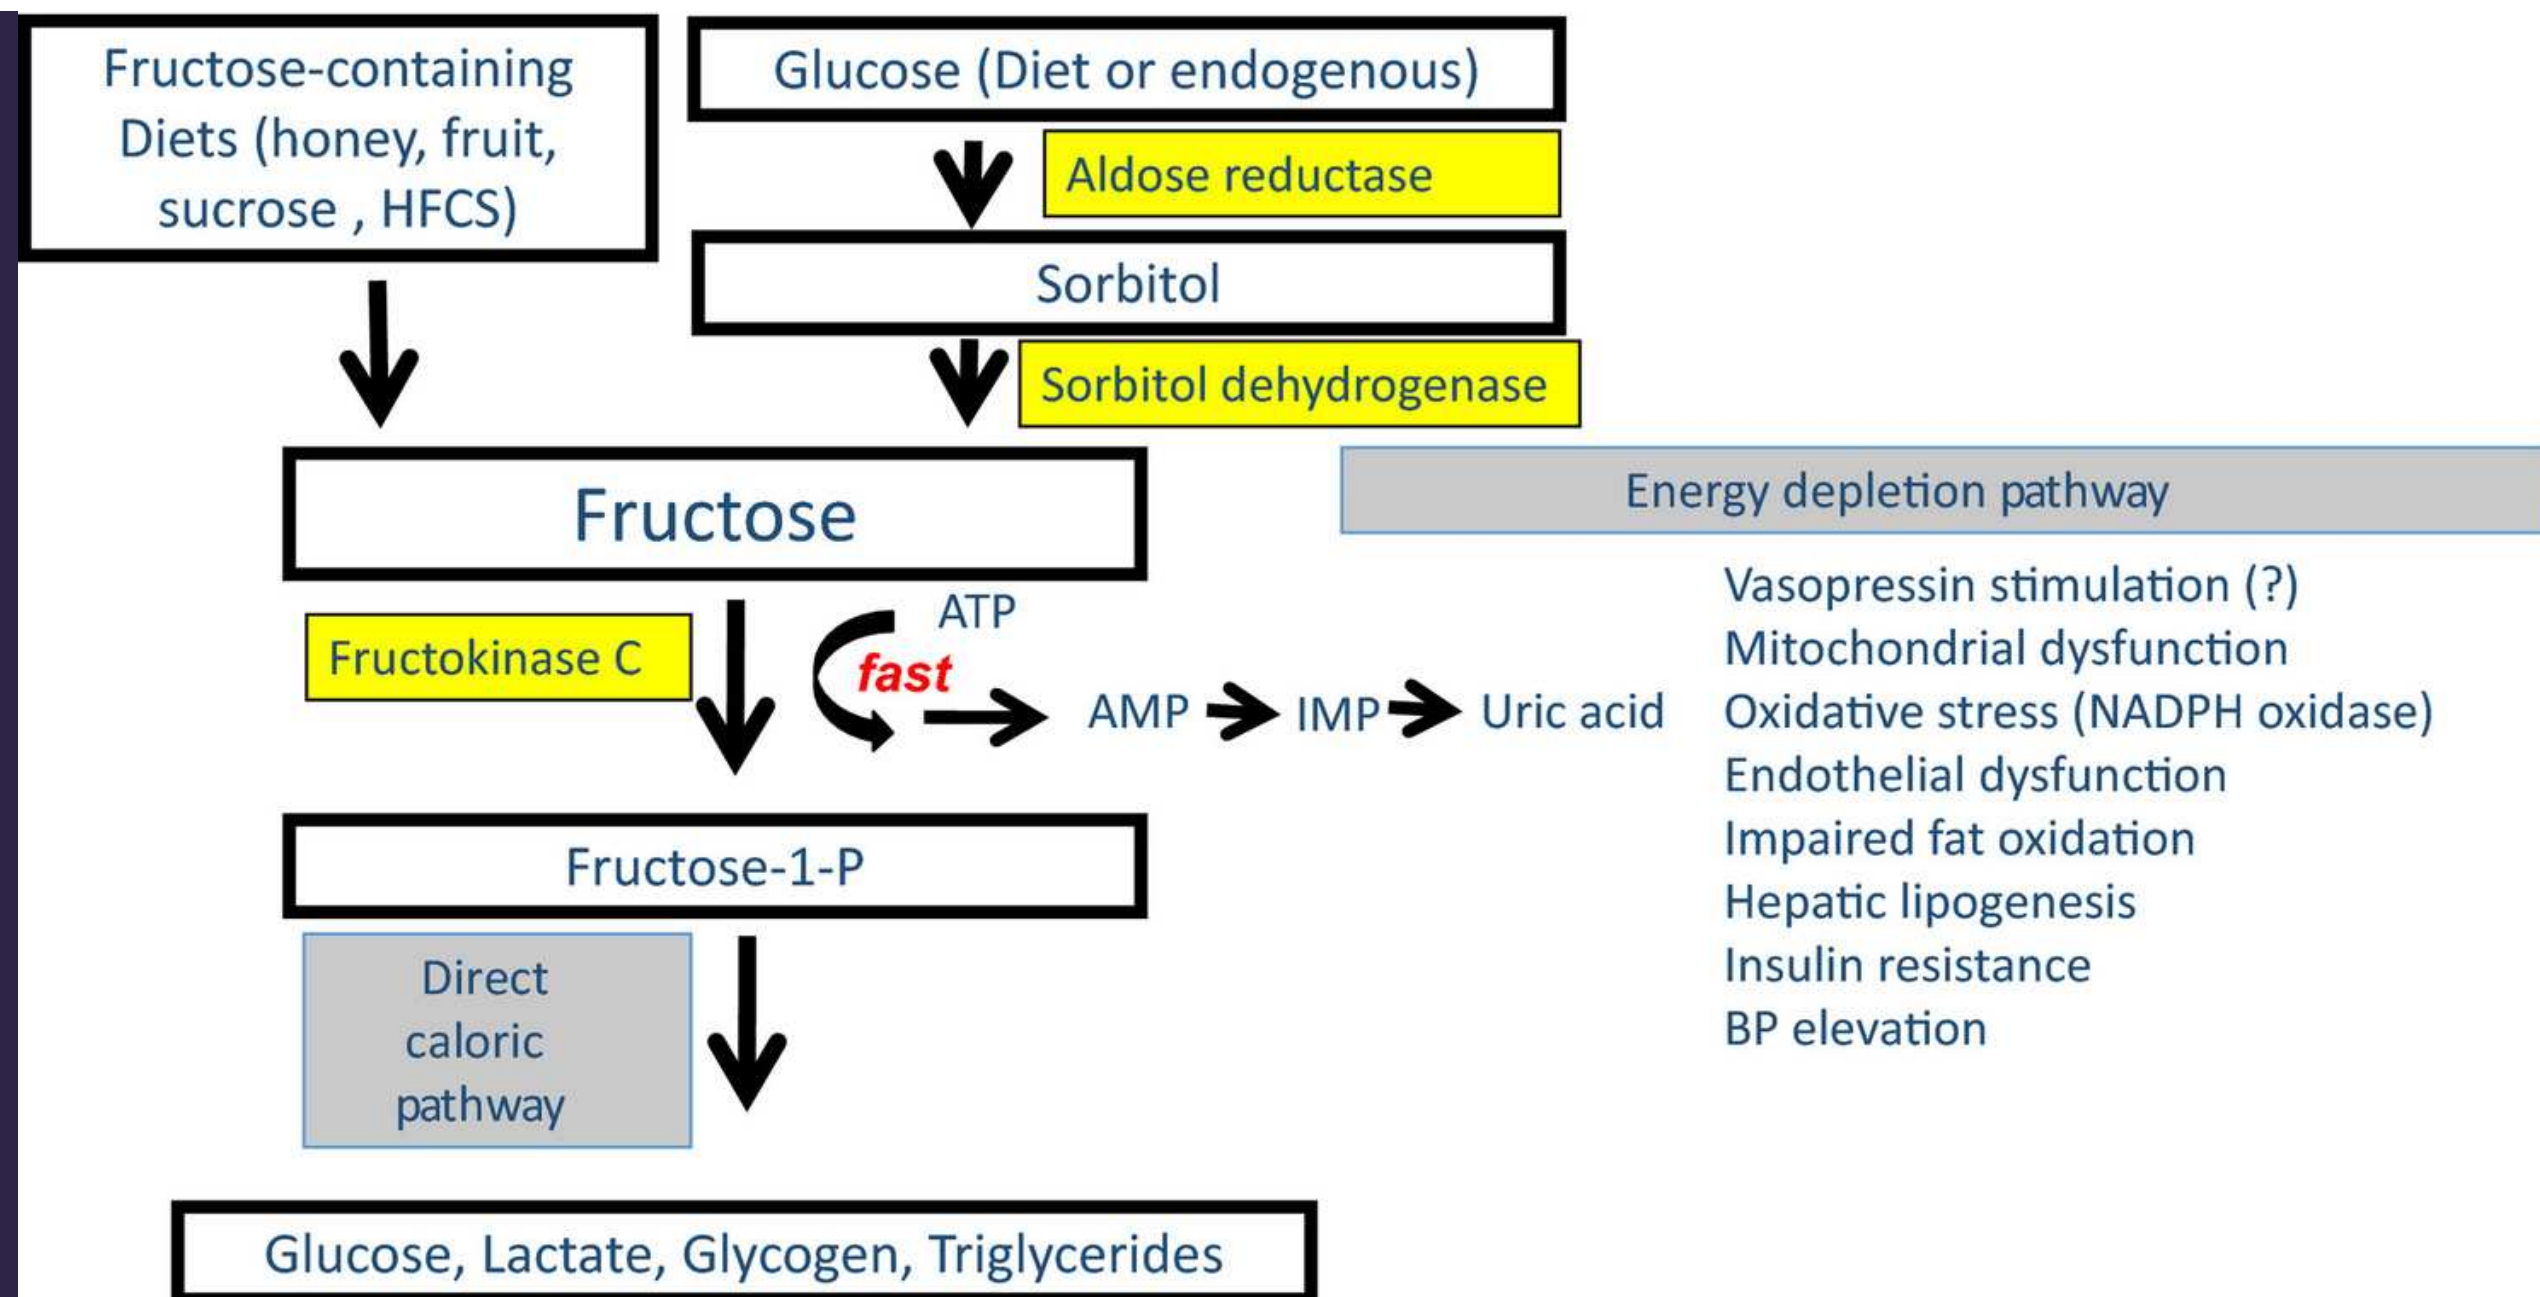 Fructose-containing
Diets (honey, fruit,
sucrose , HFCS)
Glucose (Diet or endogenous)
Aldose reductase
Sorbitol
Sorbitol dehydrogenase
Fructose
Energy depletion pathway
Fructokinase C
ATP
fast
AMP
IMP
Uric acid
Vasopressin stimulation (?)
Mitochondrial dysfunction
Oxidative stress (NADPH oxidase)
Endothelial dysfunction
Impaired fat oxidation
Hepatic lipogenesis
Insulin resistance
BP elevation
Fructose-1-P
Direct
caloric
pathway
Glucose, Lactate, Glycogen, Triglycerides